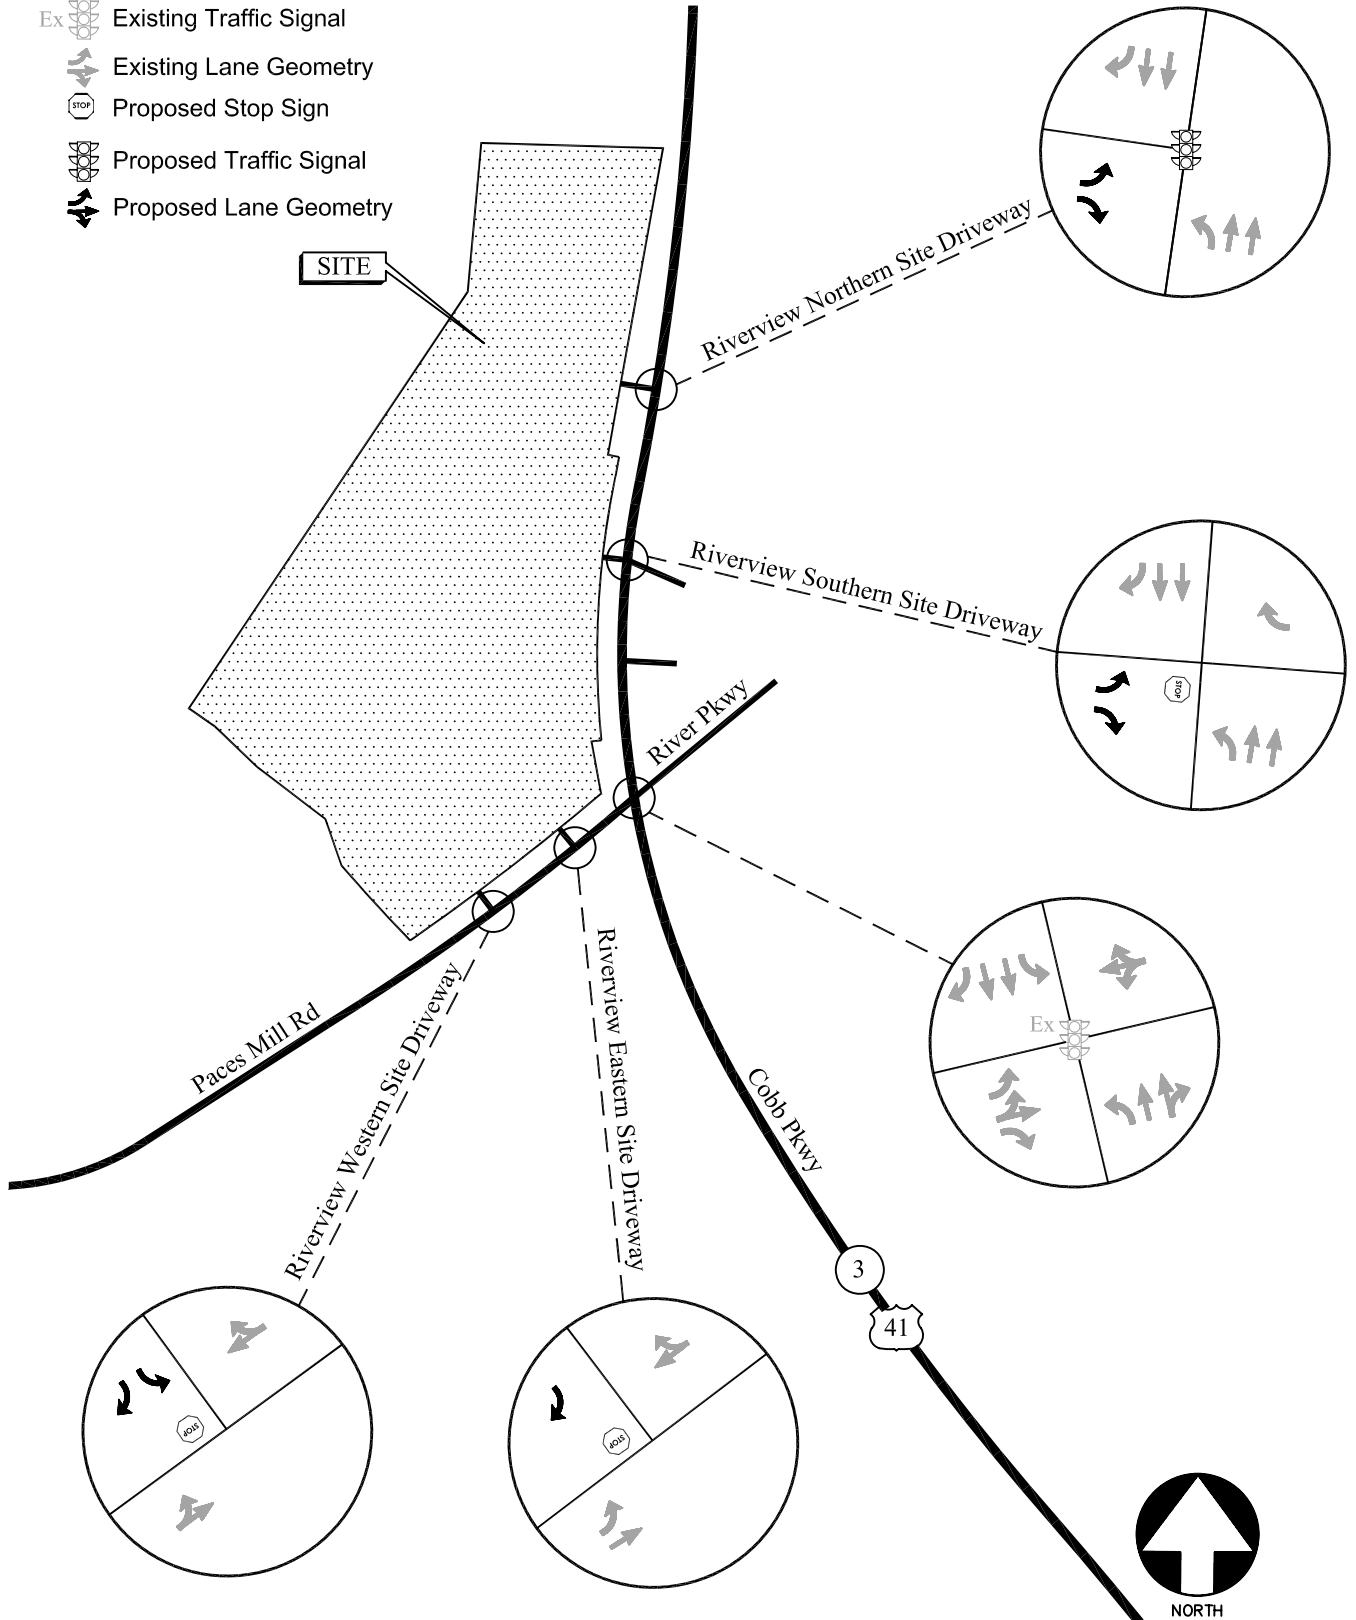 Ex Existing Traffic Signal
Existing Lane Geometry
STOP Proposed Stop Sign
Proposed Traffic Signal
Proposed Lane Geometry
SITE
Riverview Northern Site Driveway
Riverview Southern Site Driveway
STOP
River Pkwy
Ex
Paces Mill Rd
Riverview Western Site Driveway
Riverview Eastern Site Driveway
Cobb Pkwy
3
41
STOP
STOP
NORTH